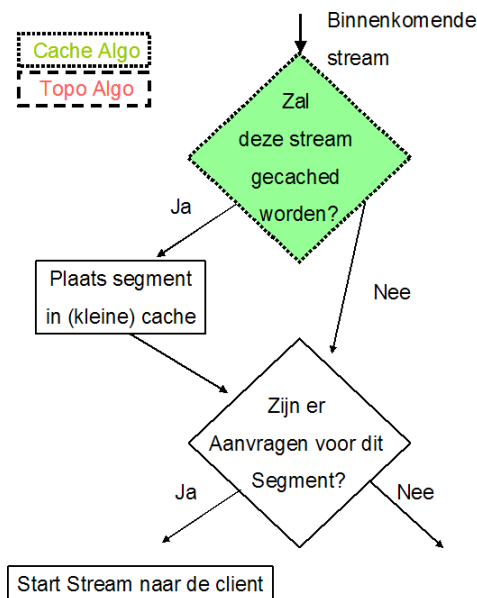 Binnenkomende
stream
Cache Algo
Topo Algo
Zal
deze stream
gecached
worden?
Ja
Nee
Plaats segment
in (kleine) cache
Zijn er
Aanvragen voor dit
Segment?
Ja
Nee
Start Stream naar de client